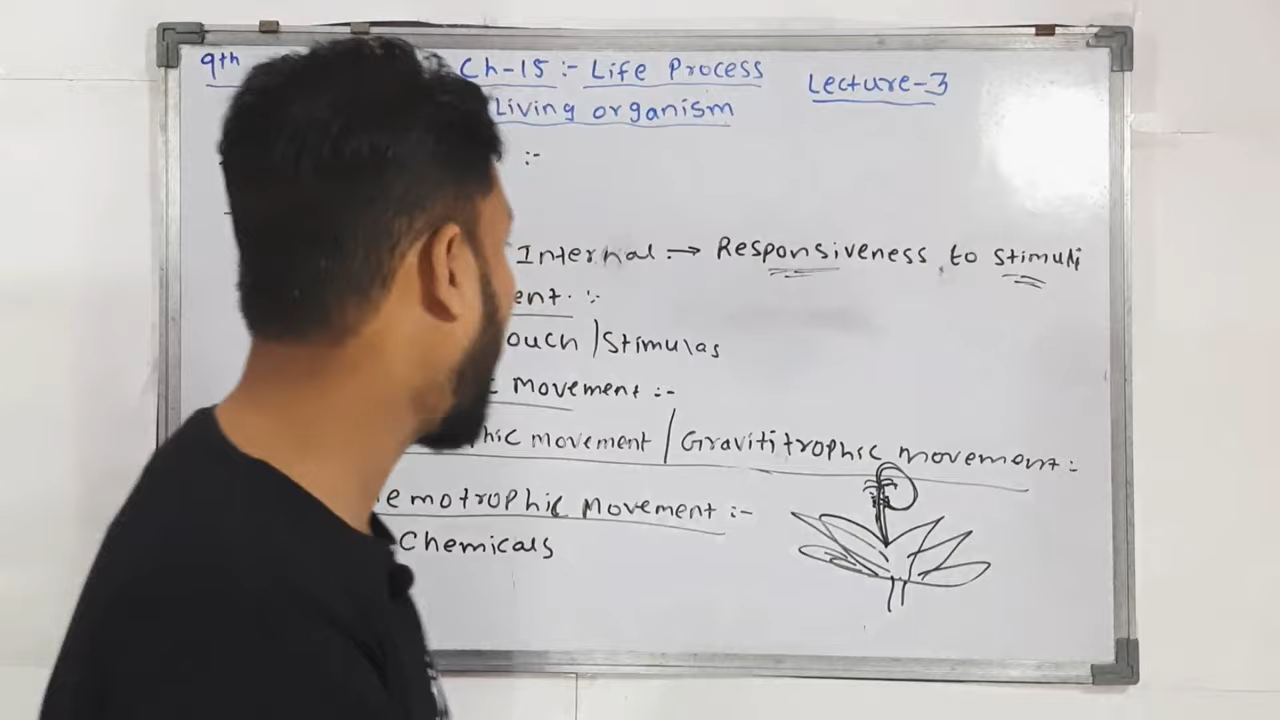 9th Ch-15 :- Life Process Lecture-3
Living organism
:-
Internal → Responsiveness to stimuli
ent. :-
ouch / Stimulas
Movement :-
hic movement / Gravititrophic movement :-
emotrophic Movement :-
Chemicals